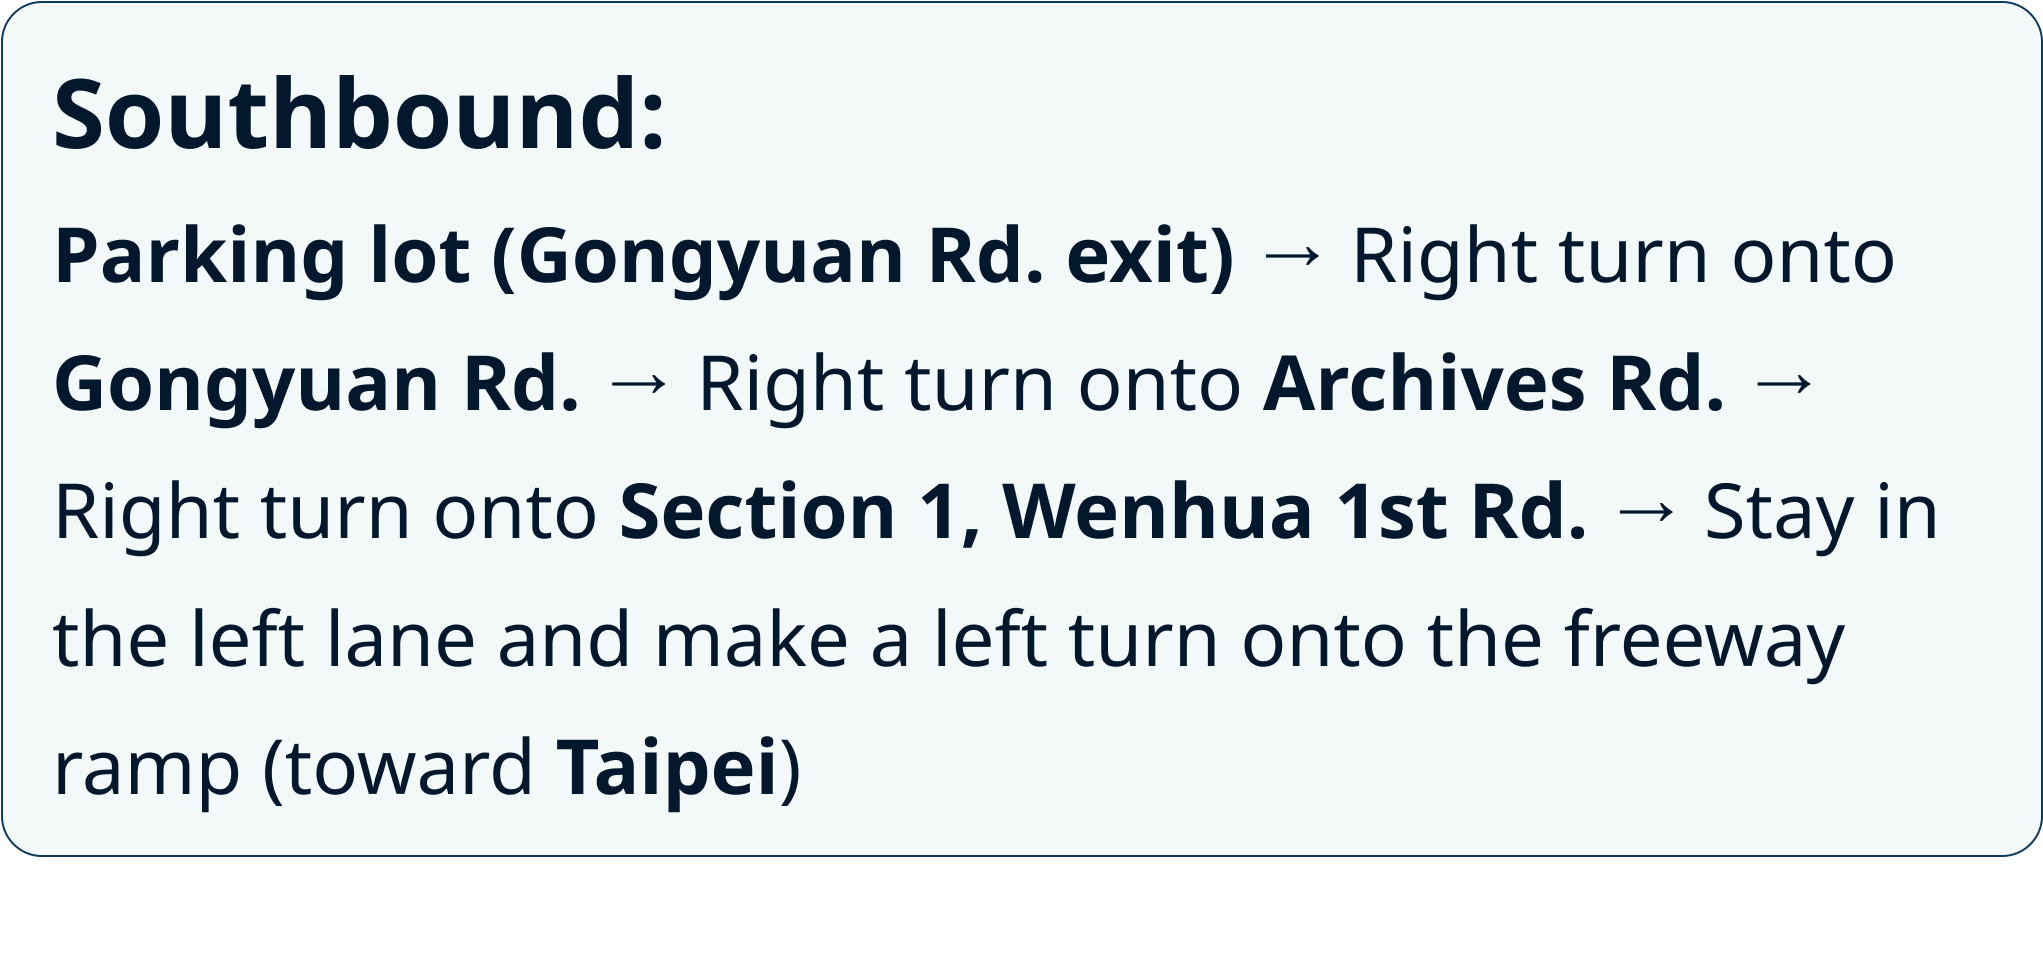 Southbound:
Parking lot (Gongyuan Rd. exit) → Right turn onto
Gongyuan Rd. → Right turn onto Archives Rd. →
Right turn onto Section 1, Wenhua 1st Rd. → Stay in
the left lane and make a left turn onto the freeway
ramp (toward Taipei)